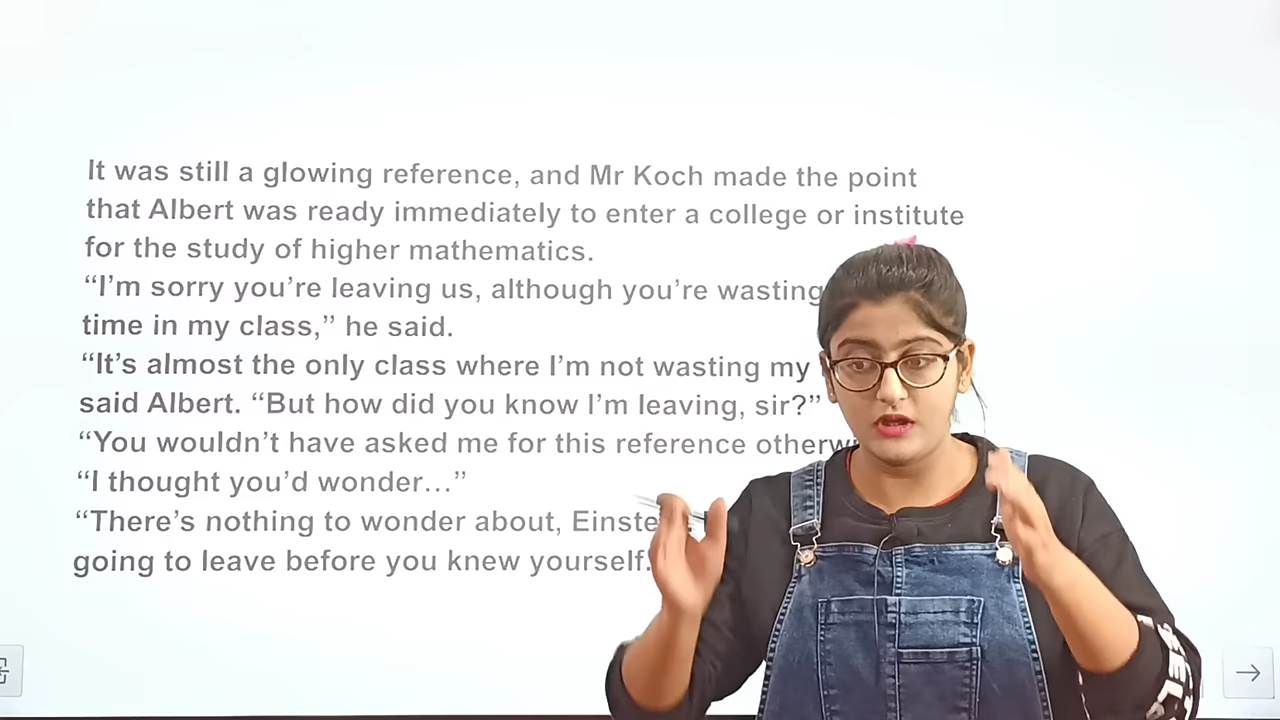 It was still a glowing reference, and Mr Koch made the point
that Albert was ready immediately to enter a college or institute
for the study of higher mathematics.
“I’m sorry you’re leaving us, although you’re wasting
time in my class,” he said.
“It’s almost the only class where I’m not wasting my
said Albert. “But how did you know I’m leaving, sir?”
“You wouldn’t have asked me for this reference
“I thought you’d wonder…”
“There’s nothing to wonder about,
going to leave before you knew yourself.